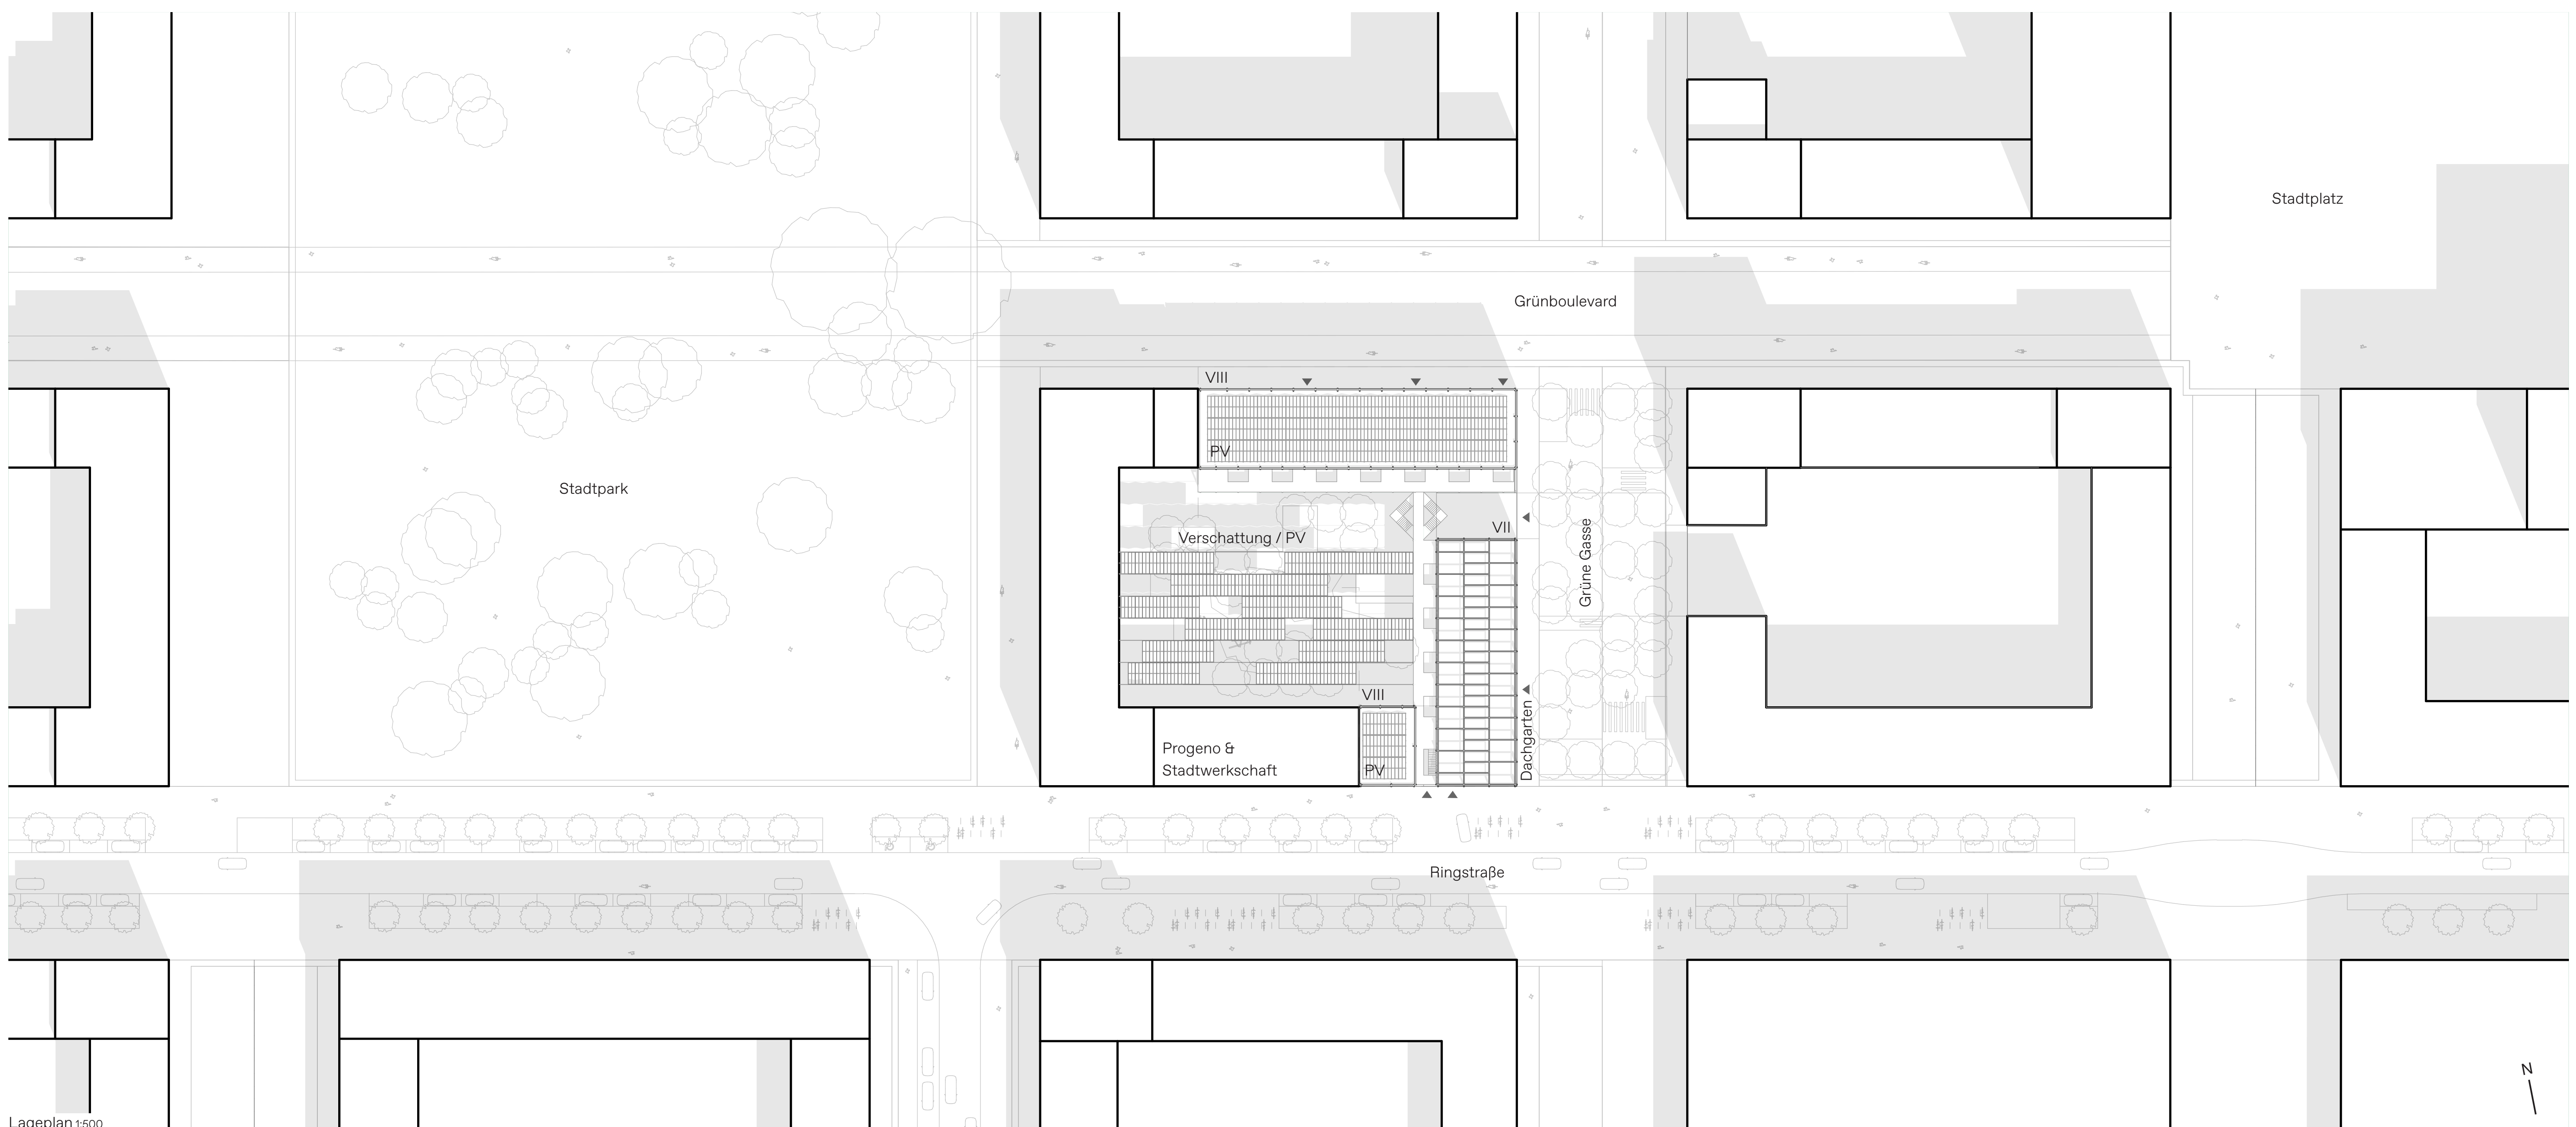 Stadtplatz
Grünboulevard
VIII
PV
Stadtpark
VII
Verschattung / PV
Grüne Gasse
VIII
Dachgarten
Progeno &
Stadtwerkschaft
PV
Ringstraße
N
Lageplan 1:500